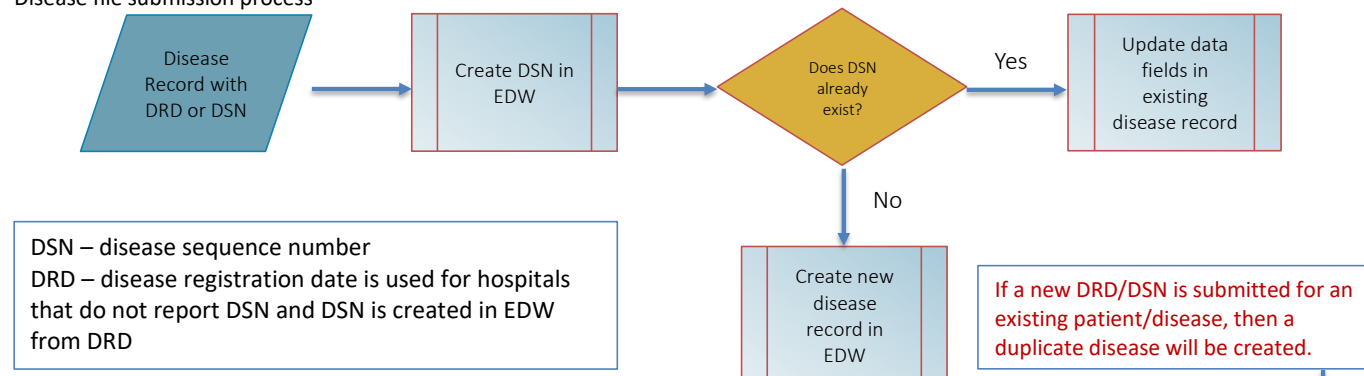 Disease file submission process
Disease
Record with
DRD or DSN
Create DSN in
EDW
Does DSN
already
exist?
Yes
Update data
fields in
existing
disease record
No
DSN – disease sequence number
DRD – disease registration date is used for hospitals
that do not report DSN and DSN is created in EDW
from DRD
Create new
disease
record in
EDW
If a new DRD/DSN is submitted for an
existing patient/disease, then a
duplicate disease will be created.